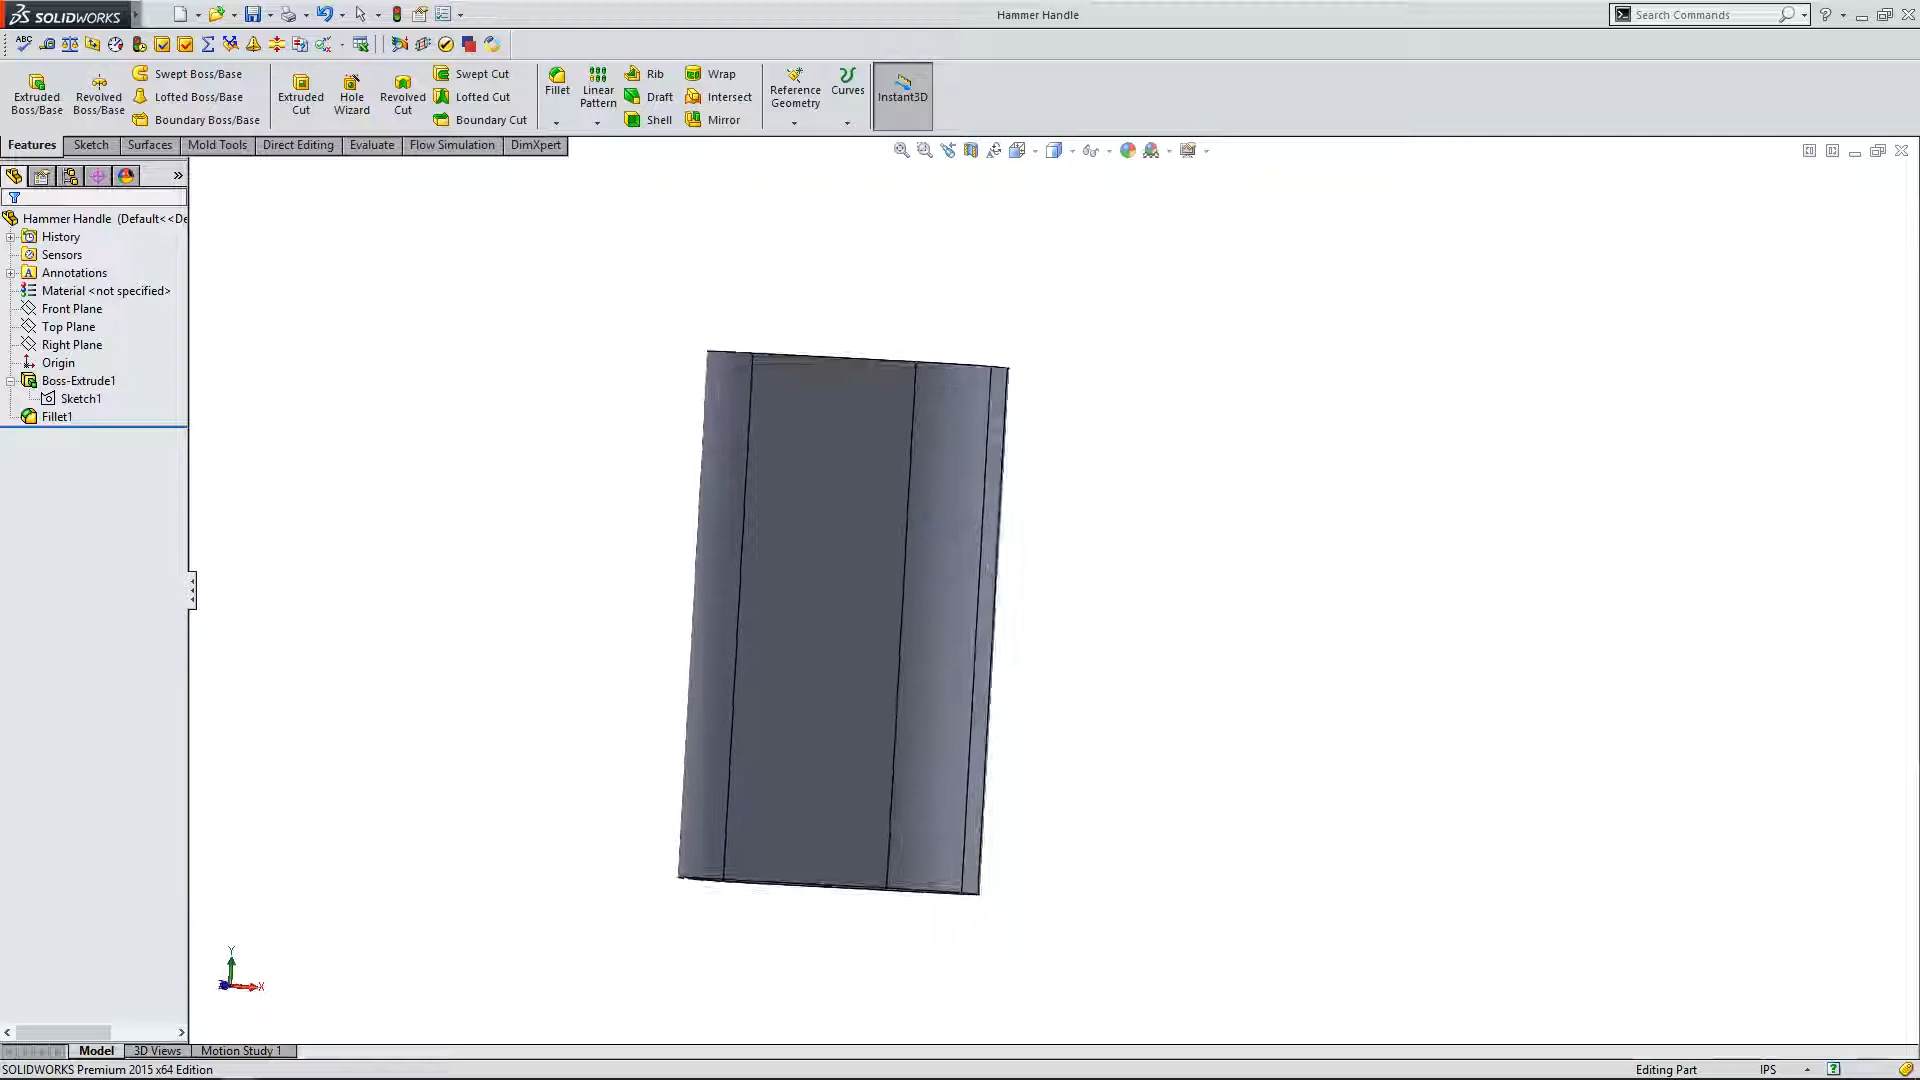 SOLIDWORKS
Hammer Handle
Search Commands
ABC
Extruded Boss/Base
Revolved Boss/Base
Swept Boss/Base
Lofted Boss/Base
Boundary Boss/Base
Extruded Cut
Hole Wizard
Revolved Cut
Swept Cut
Lofted Cut
Boundary Cut
Fillet
Linear Pattern
Rib
Draft
Shell
Wrap
Intersect
Mirror
Reference Geometry
Curves
Instant3D
Features Sketch Surfaces Mold Tools Direct Editing Evaluate Flow Simulation DimXpert
Hammer Handle (Default<<De
History
Sensors
Annotations
Material <not specified>
Front Plane
Top Plane
Right Plane
Origin
Boss-Extrude1
Sketch1
Fillet1
Y
X
Model 3D Views Motion Study 1
SOLIDWORKS Premium 2015 x64 Edition
Editing Part
IPS